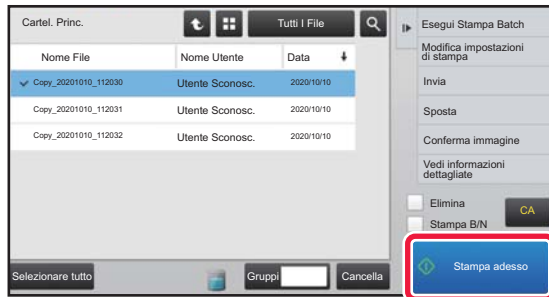 Cartel. Princ.
Tutti I File
Nome File
Nome Utente
Data
Copy_20201010_112030
Utente Sconosc.
2020/10/10
Copy_20201010_112031
Utente Sconosc.
2020/10/10
Copy_20201010_112032
Utente Sconosc.
2020/10/10
Selezionare tutto
Gruppi
Cancella
Esegui Stampa Batch
Modifica impostazioni
di stampa
Invia
Sposta
Conferma immagine
Vedi informazioni
dettagliate
Elimina
Stampa B/N
CA
Stampa adesso